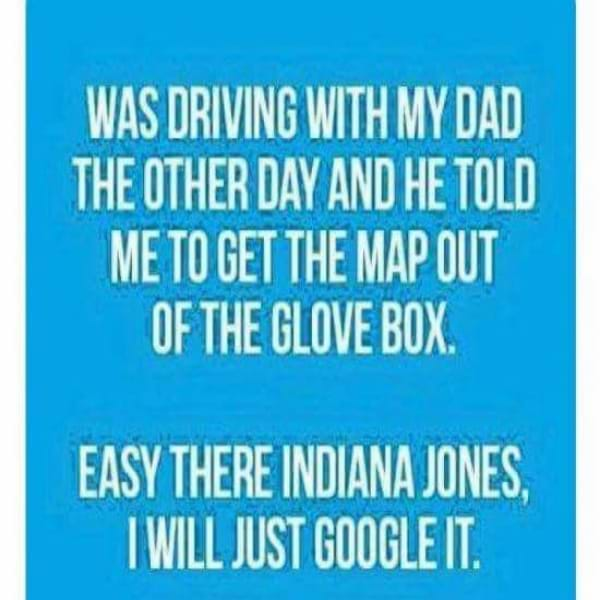 WAS DRIVING WITH MY DAD
THE OTHER DAY AND HE TOLD
ME TO GET THE MAP OUT
OF THE GLOVE BOX.
EASY THERE INDIANA JONES,
I WILL JUST GOOGLE IT.